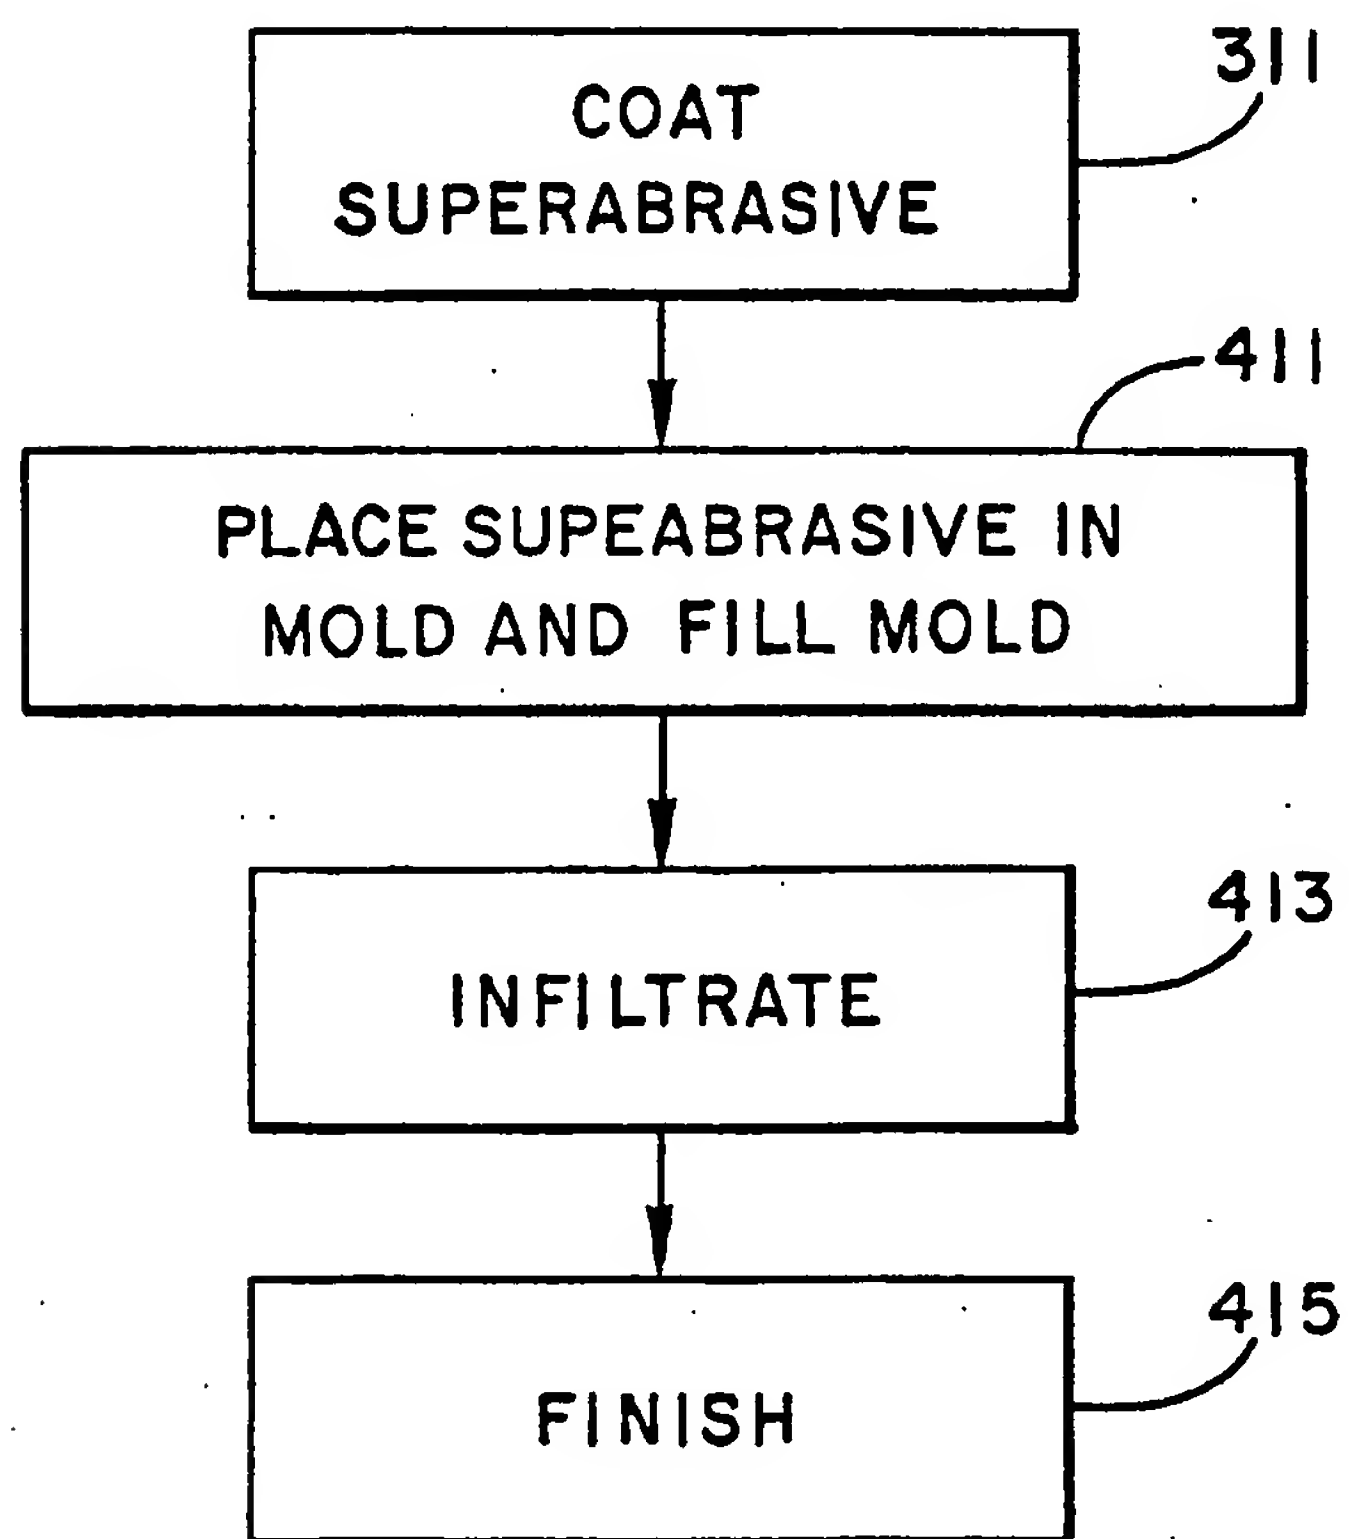 311
COAT
SUPERABRASIVE
411
PLACE SUPEABRASIVE IN
MOLD AND FILL MOLD
413
INFILTRATE
415
FINISH